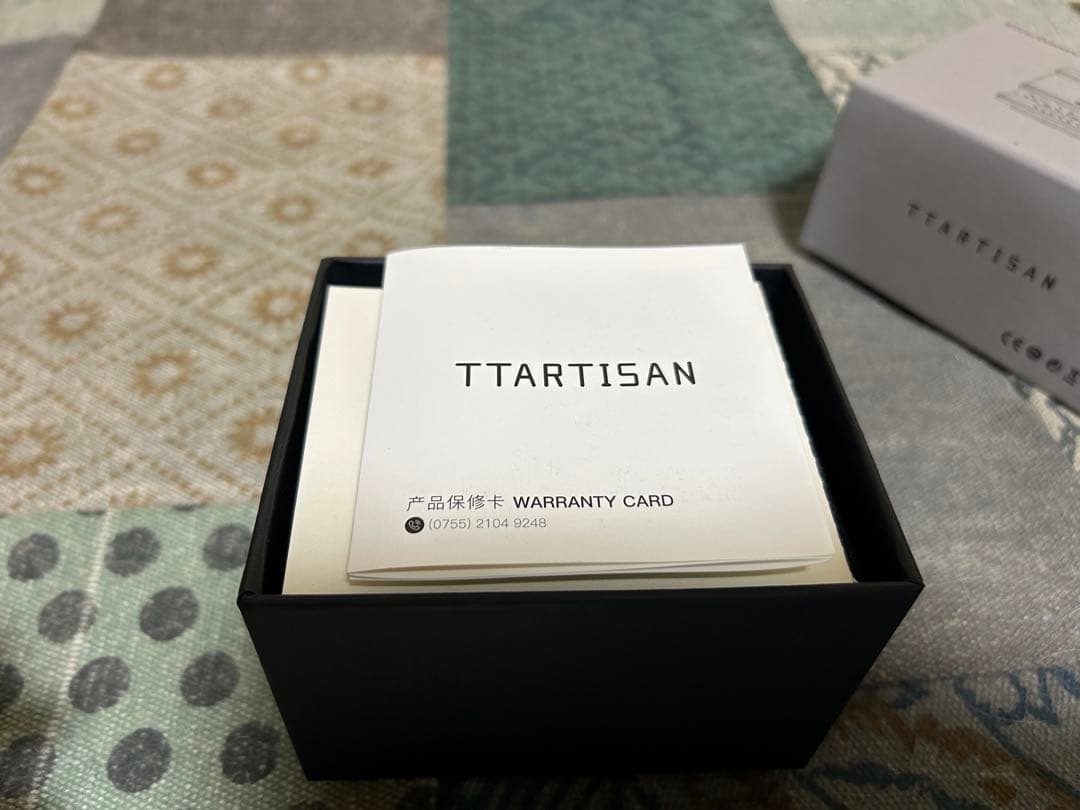 TTARTISAN
TTARTISAN
产品保修卡 WARRANTY CARD
(0755) 2104 9248